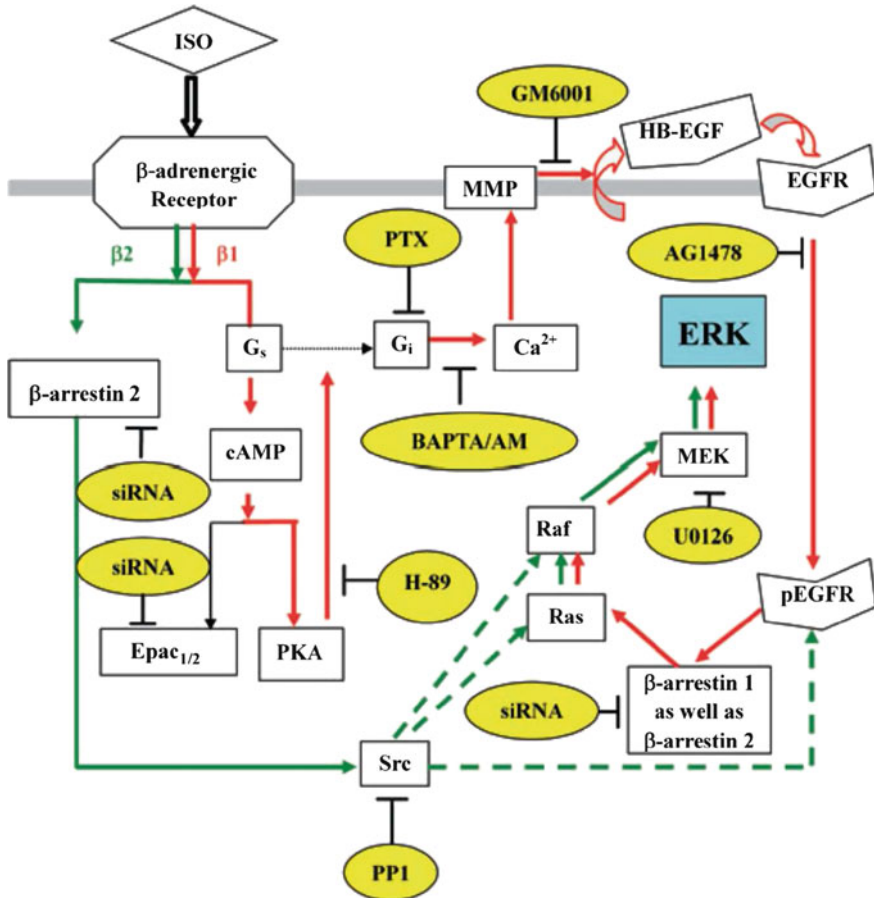 ISO
GM6001
HB-EGF
β-adrenergic
Receptor
MMP
EGFR
β2
β1
PTX
AG1478
Gs
Gi
Ca2+
ERK
β-arrestin 2
BAPTA/AM
cAMP
MEK
siRNA
Raf
U0126
siRNA
H-89
pEGFR
Ras
Epac1/2
PKA
β-arrestin 1
as well as
β-arrestin 2
siRNA
Src
PP1